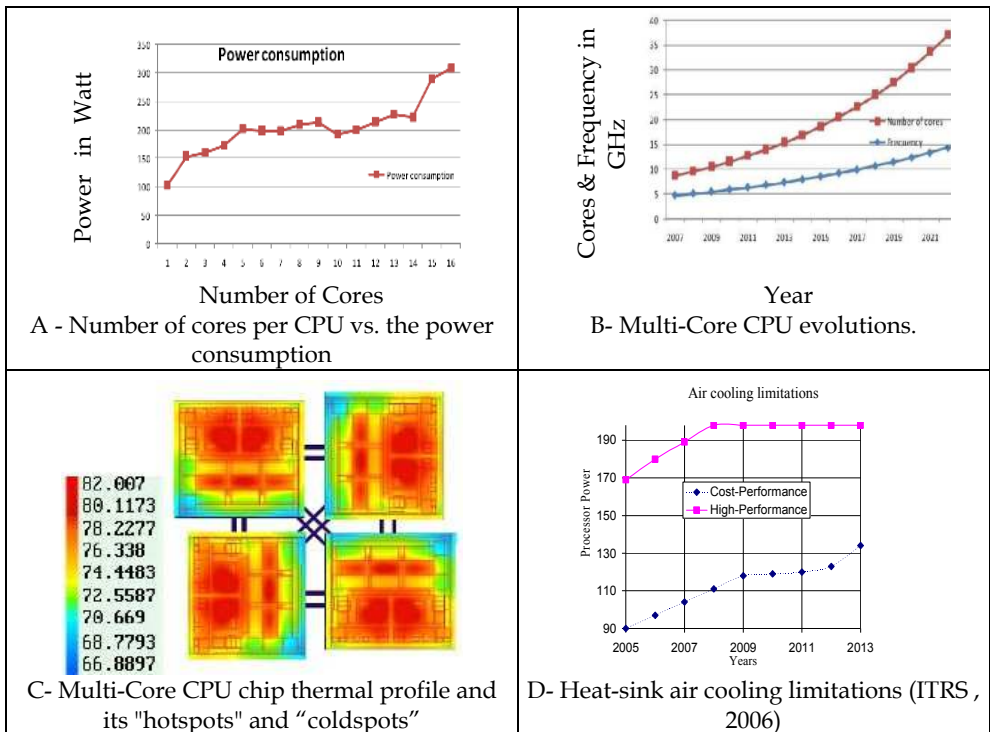 Power in Watt
Power consumption
350
300
250
200
150
100
50
0
Power consumption
1 2 3 4 5 6 7 8 9 10 11 12 13 14 15 16
Number of Cores
A - Number of cores per CPU vs. the power
consumption
Cores & Frequency in
GHz
40
35
30
25
20
15
10
5
0
Number of cores
Frequency
2007 2009 2011 2013 2015 2017 2019 2021
Year
B- Multi-Core CPU evolutions.
82.007
80.1173
78.2277
76.338
74.4483
72.5587
70.669
68.7793
66.8897
C- Multi-Core CPU chip thermal profile and
its "hotspots" and “coldspots”
Air cooling limitations
Processor Power
190
170
150
130
110
90
Cost-Performance
High-Performance
2005 2007 2009 2011 2013
Years
D- Heat-sink air cooling limitations (ITRS ,
2006)